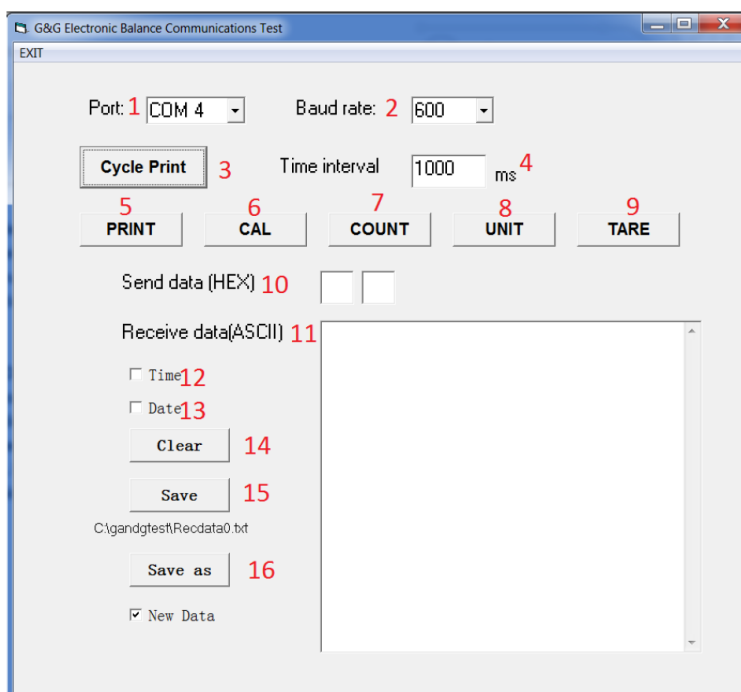 G&G Electronic Balance Communications Test
EXIT
Port: 1 COM 4 Baud rate: 2 600
Cycle Print 3 Time interval 1000 ms 4
5 6 7 8 9
PRINT CAL COUNT UNIT TARE
Send data (HEX) 10
Receive data(ASCII) 11
Time 12
Date 13
Clear 14
Save 15
C:\gandgtest\Recdata0.txt
Save as 16
New Data